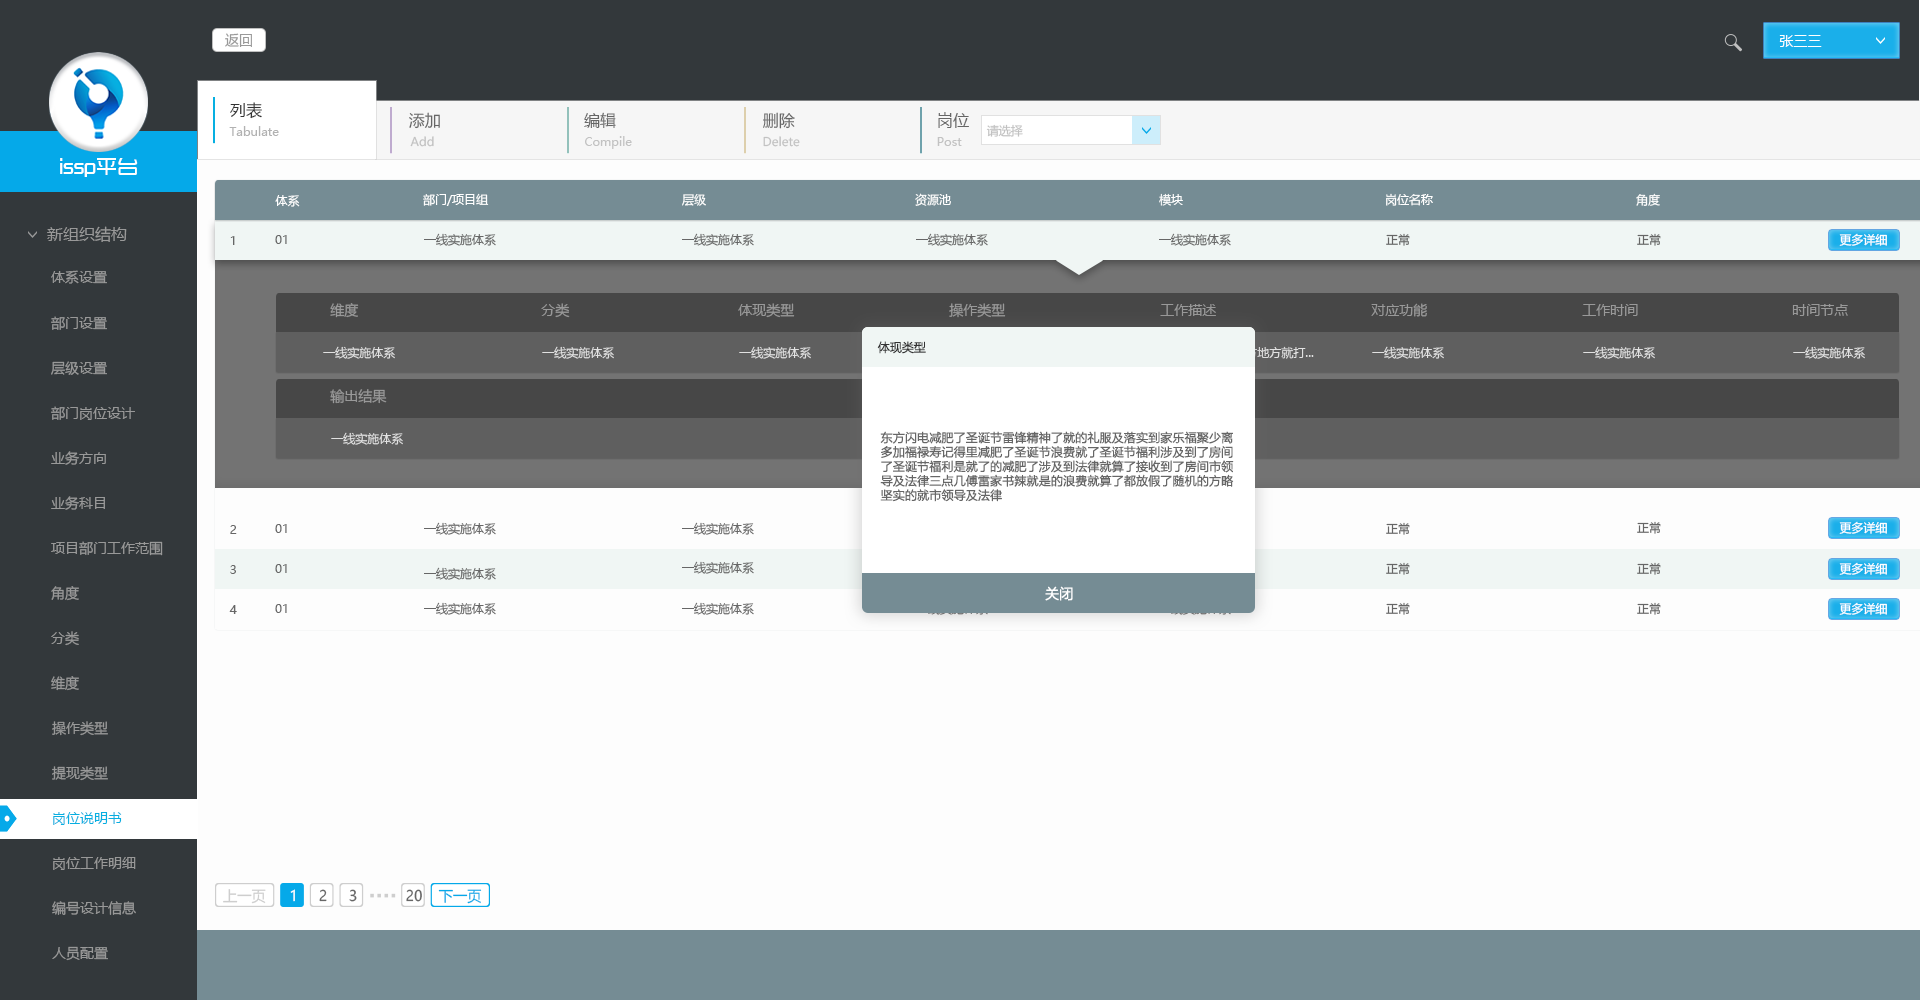 返回
张三三
issp平台
列表
Tabulate
添加
Add
编辑
Compile
删除
Delete
岗位
Post
请选择
新组织结构
体系设置
部门设置
层级设置
部门岗位设计
业务方向
业务科目
项目部门工作范围
角度
分类
维度
操作类型
提现类型
岗位说明书
岗位工作明细
编号设计信息
人员配置
体系 部门/项目组 层级 资源池 模块 岗位名称 角度
1 01 一线实施体系 一线实施体系 一线实施体系 一线实施体系 正常 正常 更多详细
维度 分类 体现类型 操作类型 工作描述 对应功能 工作时间 时间节点
一线实施体系 一线实施体系 一线实施体系 地方就打... 一线实施体系 一线实施体系 一线实施体系
输出结果
一线实施体系
体现类型
东方闪电减肥了圣诞节雷锋精神了就的礼服及落实到家乐福聚少离
多加福禄寿记得里减肥了圣诞节浪费就了圣诞节福利涉及到了房间
了圣诞节福利是就了的减肥了涉及到法律就算了接收到了房间市领
导及法律三点几傅雷家书辣就是的浪费就算了都放假了随机的方略
坚实的就市领导及法律
关闭
2 01 一线实施体系 一线实施体系 正常 正常 更多详细
3 01 一线实施体系 一线实施体系 正常 正常 更多详细
4 01 一线实施体系 一线实施体系 正常 正常 更多详细
上一页 1 2 3 •••• 20 下一页